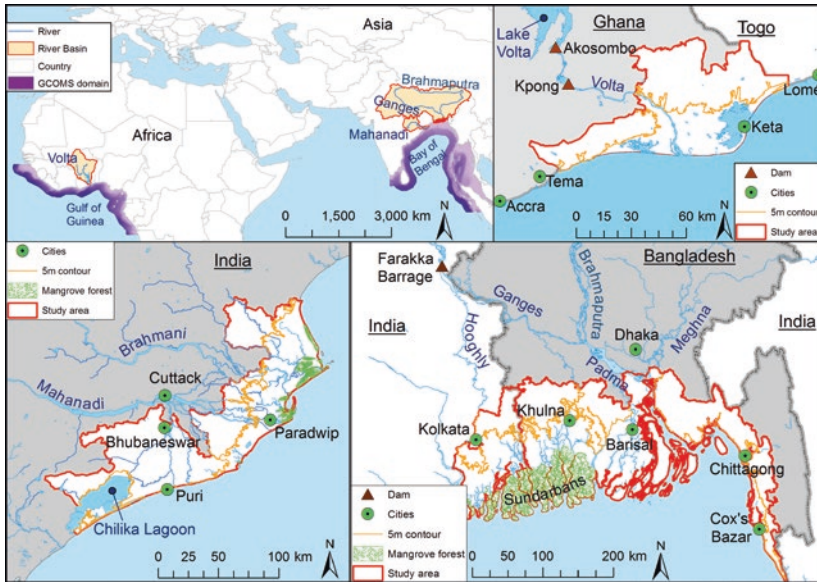 River
River Basin
Country
GCOMS domain
Asia
Brahmaputra
Ganges
Mahanadi
Africa
Volta
Bay of
Bengal
Gulf of
Guinea
0 1,500 3,000 km
N
Ghana
Togo
Lake
Volta
Akosombo
Kpong
Volta
Lome
Keta
Tema
Accra
Dam
Cities
5m contour
Study area
0 15 30 60 km
N
Cities
5m contour
Mangrove forest
Study area
India
Brahmani
Mahanadi
Cuttack
Bhubaneswar
Paradwip
Puri
Chilika Lagoon
0 25 50 100 km
N
Farakka
Barrage
Bangladesh
Ganges
Brahmaputra
India
Hooghly
Dhaka
Meghna
India
Padma
Khulna
Kolkata
Barisal
Sundarbans
Chittagong
Cox's
Bazar
Dam
Cities
5m contour
Mangrove forest
Study area
0 50 100 200 km
N